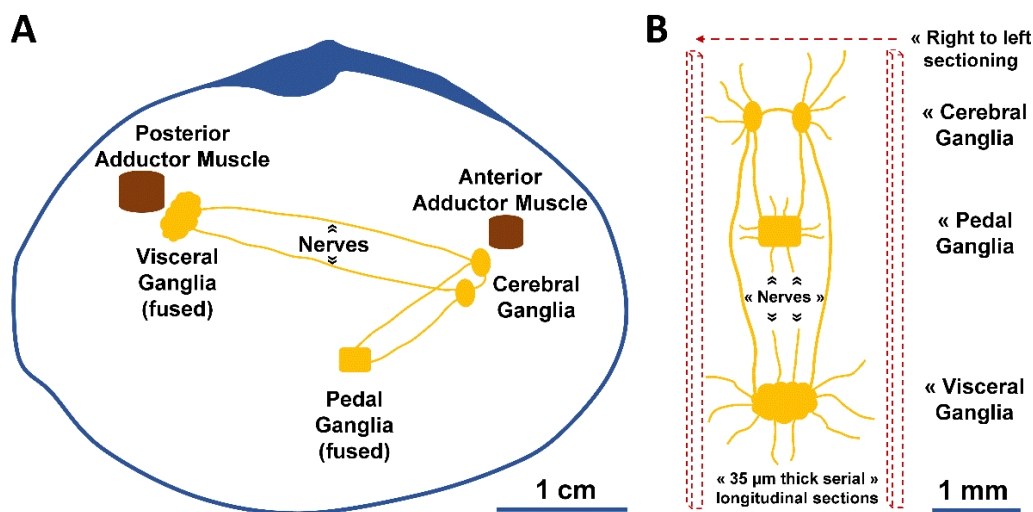 A
Posterior
Adductor Muscle
Anterior
Adductor Muscle
Nerves
Visceral
Ganglia
(fused)
Cerebral
Ganglia
Pedal
Ganglia
(fused)
1 cm
B
« Right to left
sectioning
« Cerebral
Ganglia
« Pedal
Ganglia
« Nerves »
« Visceral
Ganglia
« 35 µm thick serial »
longitudinal sections
1 mm